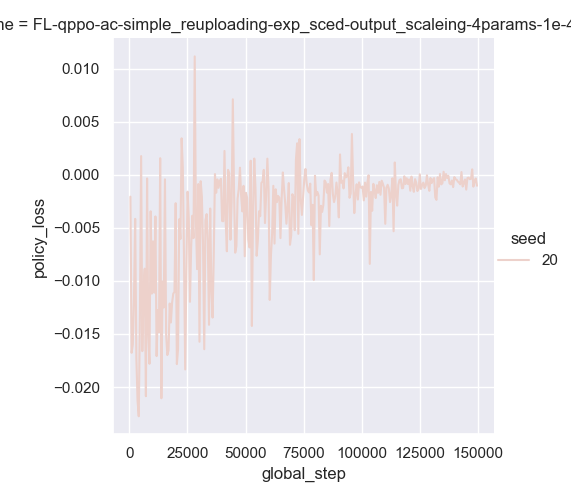 ne = FL-qppo-ac-simple_reuploading-exp_sced-output_scaleing-4params-1e-4
0.010
0.005
0.000
−0.005
−0.010
−0.015
−0.020
policy_loss
0 25000 50000 75000 100000 125000 150000
global_step
seed
20